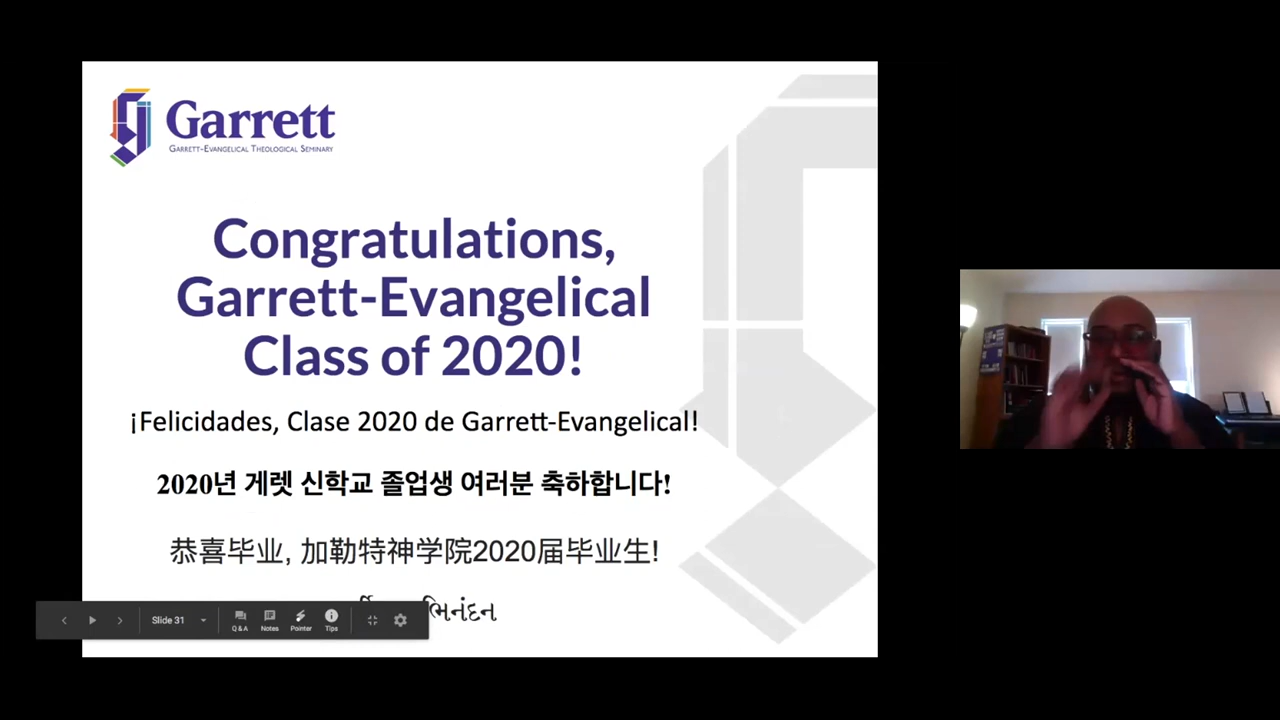 Garrett
GARRETT-EVANGELICAL THEOLOGICAL SEMINARY
Congratulations,
Garrett-Evangelical
Class of 2020!
¡Felicidades, Clase 2020 de Garrett-Evangelical!
2020년 게렛 신학교 졸업생 여러분 축하합니다!
恭喜毕业, 加勒特神学院2020届毕业生!
Slide 31
Q & A
Notes
Pointer
Tips